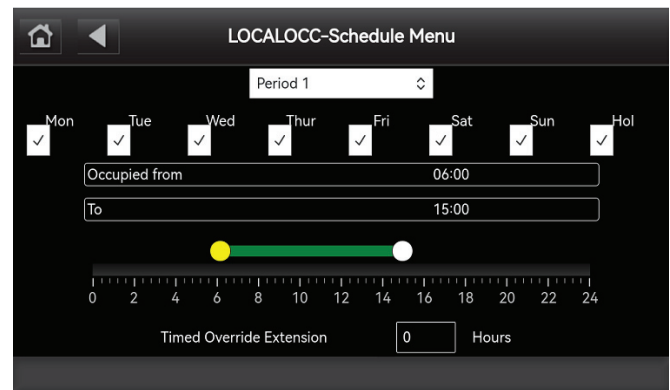 LOCALOCC-Schedule Menu
Period 1
Mon Tue Wed Thur Fri Sat Sun Hol
Occupied from 06:00
To 15:00
0 2 4 6 8 10 12 14 16 18 20 22 24
Timed Override Extension 0 Hours